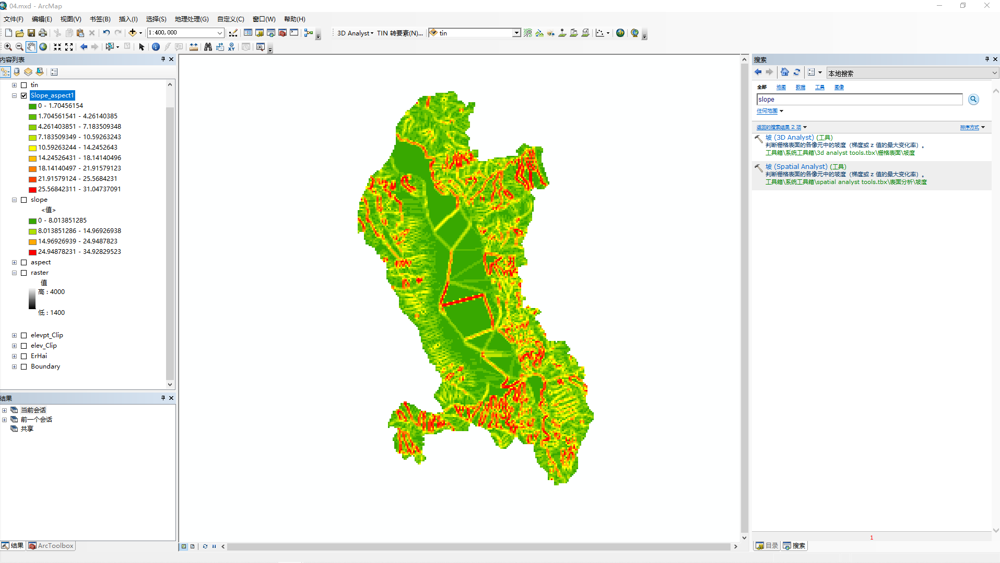 04.mxd - ArcMap
文件(F) 编辑(E) 视图(V) 书签(B) 插入(I) 选择(S) 地理处理(G) 自定义(C) 窗口(W) 帮助(H)
1:400,000
3D Analyst
TIN 转要素(N)...
tin
内容列表
tin
Slope_aspect1
0 - 1.70456154
1.704561541 - 4.26140385
4.261403851 - 7.183509348
7.183509349 - 10.59263243
10.59263244 - 14.2452643
14.24526431 - 18.14140496
18.14140497 - 21.91579123
21.91579124 - 25.5684231
25.56842311 - 31.04737091
slope
<值>
0 - 8.013851285
8.013851286 - 14.96926938
14.96926939 - 24.9487823
24.94878231 - 34.92829523
aspect
raster
值
高 : 4000
低 : 1400
elevpt_Clip
elev_Clip
ErHai
Boundary
结果
当前会话
前一个会话
共享
结果
ArcToolbox
搜索
本地搜索
全部 地图 数据 工具 图像
slope
任何范围
返回的搜索结果 2 项
排序方式
坡 (3D Analyst) (工具)
判断栅格表面的各像元中的坡度（梯度或 z 值的最大变化率）。
工具箱\系统工具箱\3d analyst tools.tbx\栅格表面\坡度
坡 (Spatial Analyst) (工具)
判断栅格表面的各像元中的坡度（梯度或 z 值的最大变化率）。
工具箱\系统工具箱\spatial analyst tools.tbx\表面分析\坡度
1
目录
搜索